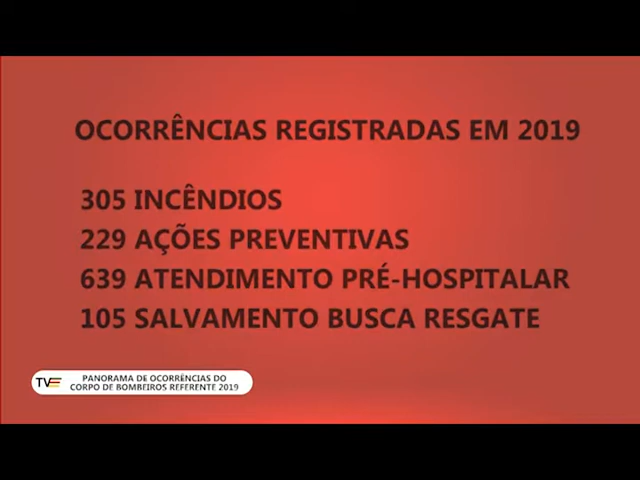 OCORRÊNCIAS REGISTRADAS EM 2019
305 INCÊNDIOS
229 AÇÕES PREVENTIVAS
639 ATENDIMENTO PRÉ-HOSPITALAR
105 SALVAMENTO BUSCA RESGATE
TVE
PANORAMA DE OCORRÊNCIAS DO
CORPO DE BOMBEIROS REFERENTE 2019